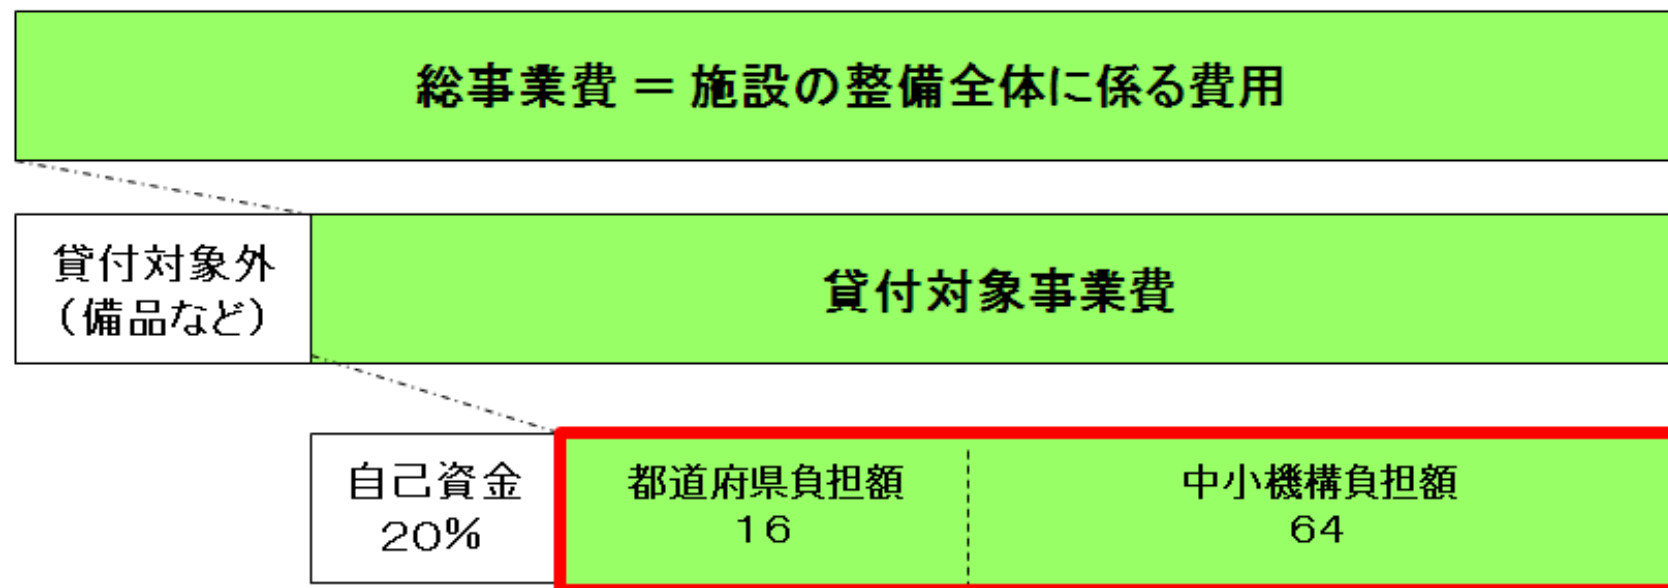 総事業費 = 施設の整備全体に係る費用
貸付対象外
(備品など)
貸付対象事業費
自己資金
20%
都道府県負担額
16
中小機構負担額
64